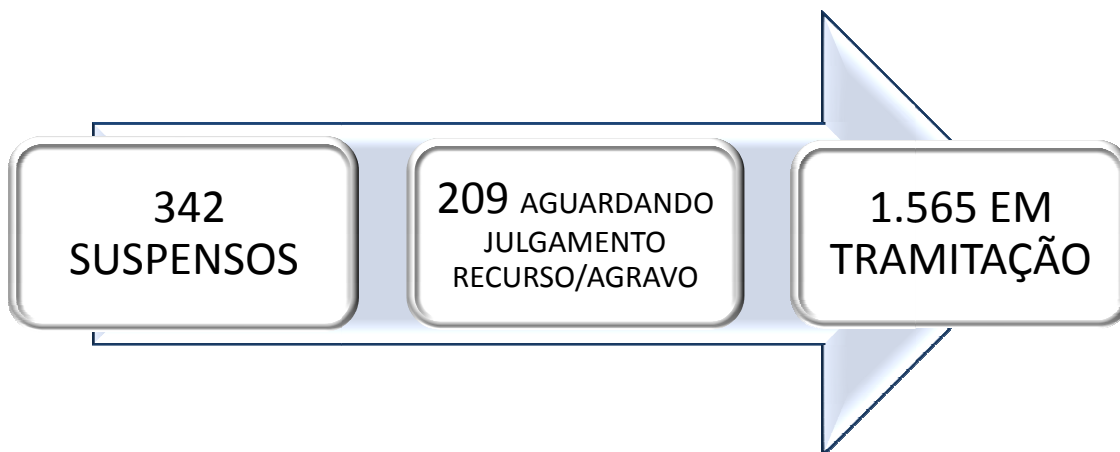 342
SUSPENSOS
209 AGUARDANDO
JULGAMENTO
RECURSO/AGRAVO
1.565 EM
TRAMITAÇÃO